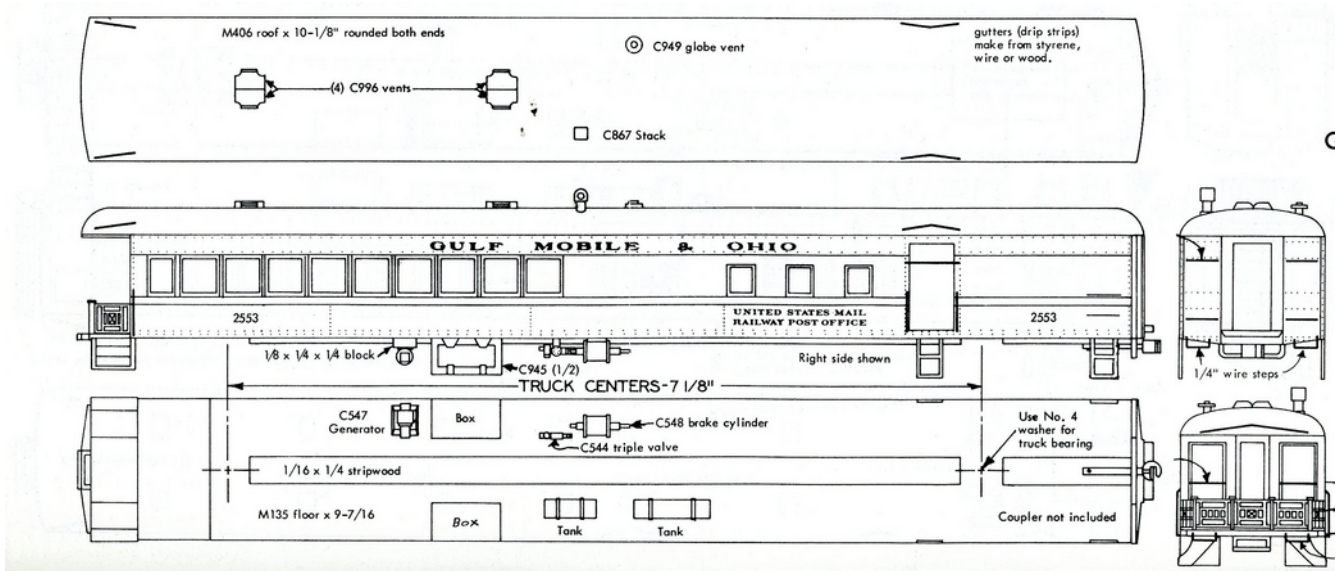 M406 roof x 10-1/8" rounded both ends
C949 globe vent
gutters (drip strips)
make from styrene,
wire or wood.
(4) C996 vents
C867 Stack
GULF MOBILE & OHIO
2553
UNITED STATES MAIL
RAILWAY POST OFFICE
2553
1/8 x 1/4 x 1/4 block
C945 (1/2)
Right side shown
1/4" wire steps
TRUCK CENTERS-7 1/8"
C547
Generator
Box
C548 brake cylinder
C544 triple valve
Use No. 4
washer for
truck bearing
1/16 x 1/4 stripwood
M135 floor x 9-7/16
Box
Tank
Tank
Coupler not included